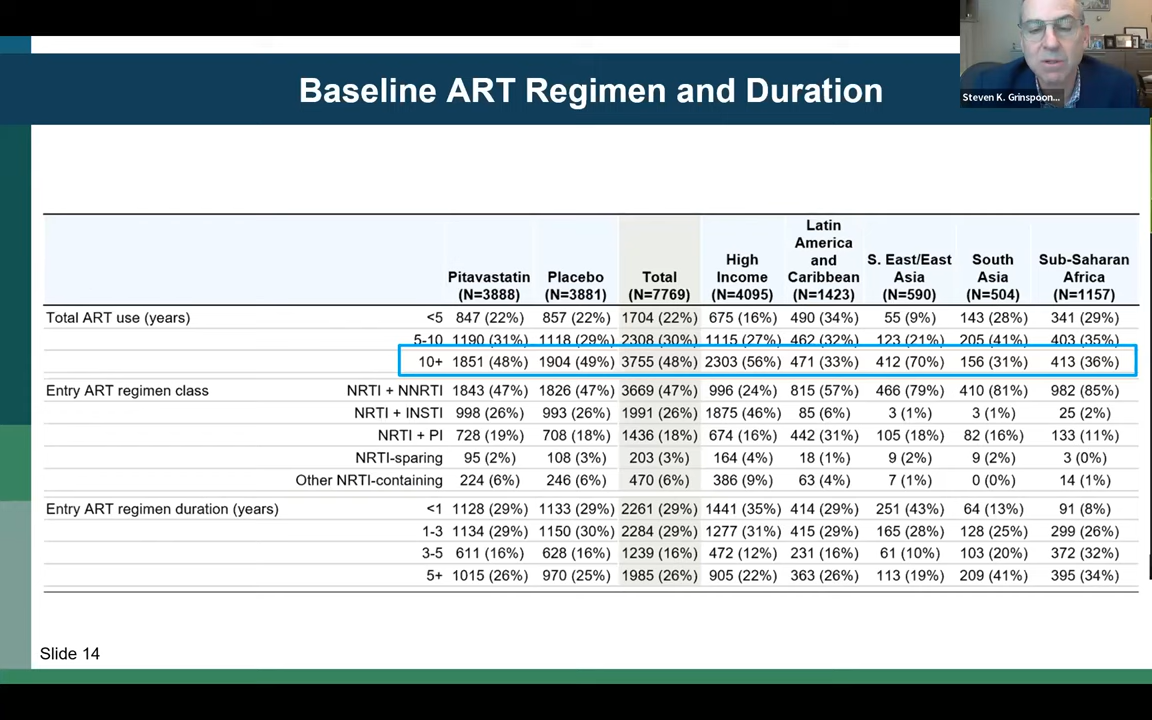 Baseline ART Regimen and Duration
Steven K. Grinspoon...
Pitavastatin (N=3888)
Placebo (N=3881)
Total (N=7769)
High Income (N=4095)
Latin America and Caribbean (N=1423)
S. East/East Asia (N=590)
South Asia (N=504)
Sub-Saharan Africa (N=1157)
Total ART use (years) <5 847 (22%) 857 (22%) 1704 (22%) 675 (16%) 490 (34%) 55 (9%) 143 (28%) 341 (29%)
5-10 1190 (31%) 1118 (29%) 2308 (30%) 1115 (27%) 462 (32%) 123 (21%) 205 (41%) 403 (35%)
10+ 1851 (48%) 1904 (49%) 3755 (48%) 2303 (56%) 471 (33%) 412 (70%) 156 (31%) 413 (36%)
Entry ART regimen class NRTI + NNRTI 1843 (47%) 1826 (47%) 3669 (47%) 996 (24%) 815 (57%) 466 (79%) 410 (81%) 982 (85%)
NRTI + INSTI 998 (26%) 993 (26%) 1991 (26%) 1875 (46%) 85 (6%) 3 (1%) 3 (1%) 25 (2%)
NRTI + PI 728 (19%) 708 (18%) 1436 (18%) 674 (16%) 442 (31%) 105 (18%) 82 (16%) 133 (11%)
NRTI-sparing 95 (2%) 108 (3%) 203 (3%) 164 (4%) 18 (1%) 9 (2%) 9 (2%) 3 (0%)
Other NRTI-containing 224 (6%) 246 (6%) 470 (6%) 386 (9%) 63 (4%) 7 (1%) 0 (0%) 14 (1%)
Entry ART regimen duration (years) <1 1128 (29%) 1133 (29%) 2261 (29%) 1441 (35%) 414 (29%) 251 (43%) 64 (13%) 91 (8%)
1-3 1134 (29%) 1150 (30%) 2284 (29%) 1277 (31%) 415 (29%) 165 (28%) 128 (25%) 299 (26%)
3-5 611 (16%) 628 (16%) 1239 (16%) 472 (12%) 231 (16%) 61 (10%) 103 (20%) 372 (32%)
5+ 1015 (26%) 970 (25%) 1985 (26%) 905 (22%) 363 (26%) 113 (19%) 209 (41%) 395 (34%)
Slide 14